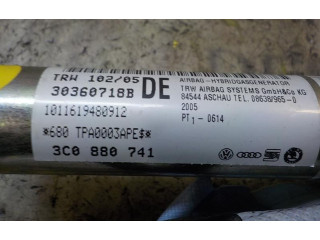 TRW 102/05
30360718B
DE
1011619480912
*680 TPA0003APE$*
3C0 880 741
AIRBAG -HYBRIDGASGENERATOR
TRW AIRBAG SYSTEMS GmbH&Co KG
84544 ASCHAU TEL. 08638/965-0
2005
PT1- 0614